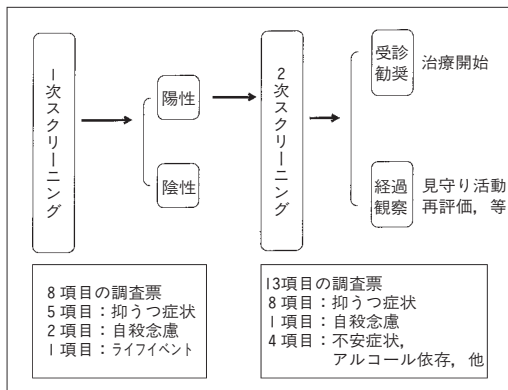 1次スクリーニング
陽性
陰性
2次スクリーニング
受診
勧奨
治療開始
経過
観察
見守り活動
再評価，等
8項目の調査票
5項目：抑うつ症状
2項目：自殺念慮
1項目：ライフイベント
13項目の調査票
8項目：抑うつ症状
1項目：自殺念慮
4項目：不安症状，
アルコール依存，他